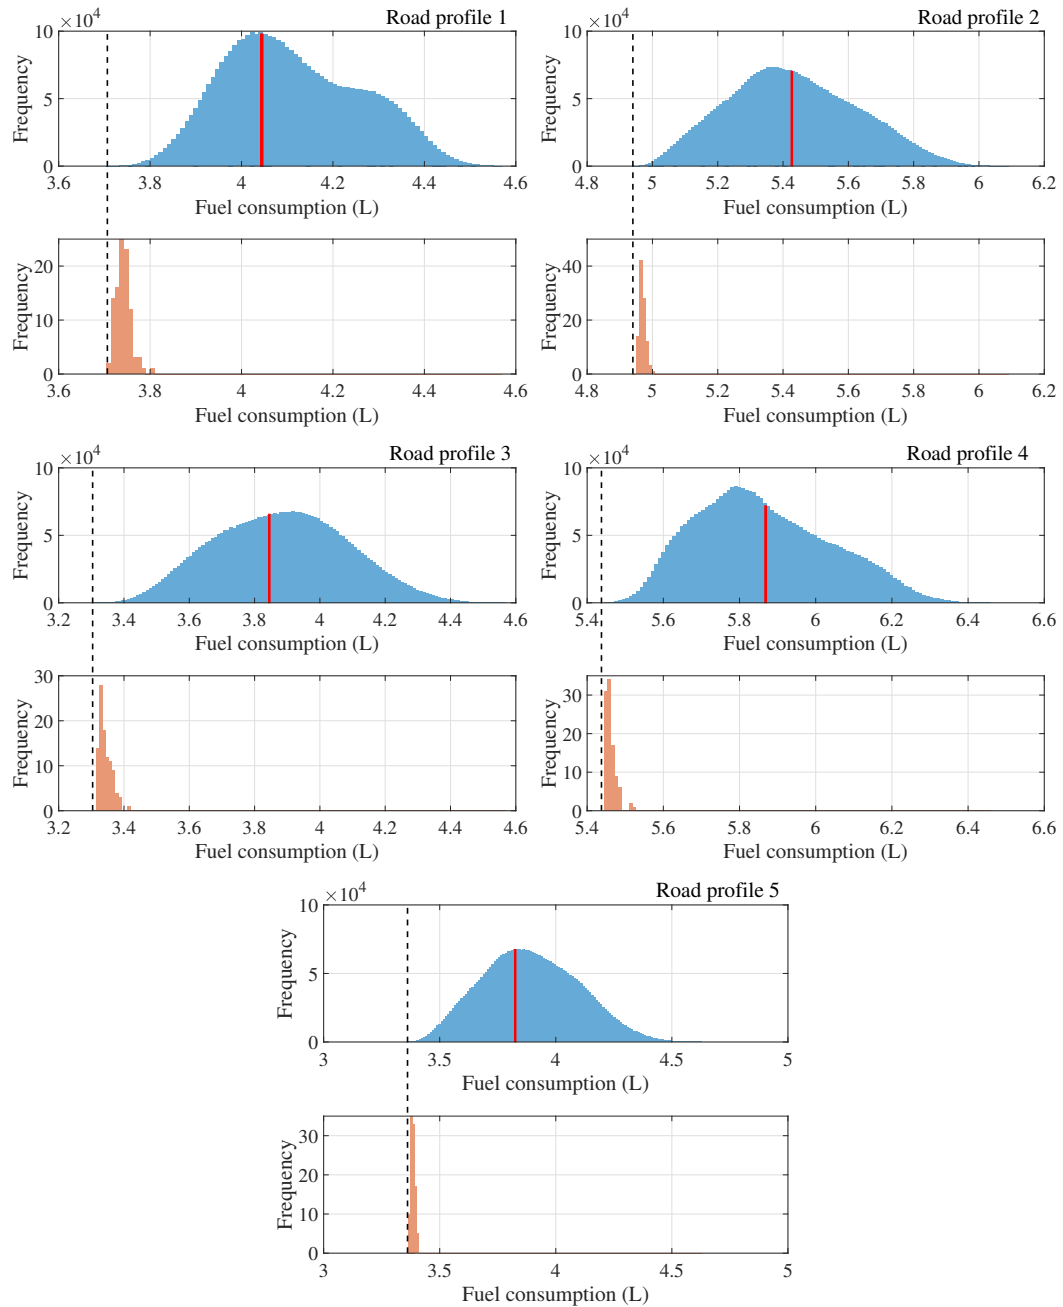 ×10^4 Road profile 1
10
5
0
Frequency
3.6 3.8 4 4.2 4.4 4.6
Fuel consumption (L)
20
10
0
Frequency
3.6 3.8 4 4.2 4.4 4.6
Fuel consumption (L)
×10^4 Road profile 2
10
5
0
Frequency
4.8 5 5.2 5.4 5.6 5.8 6 6.2
Fuel consumption (L)
40
20
0
Frequency
4.8 5 5.2 5.4 5.6 5.8 6 6.2
Fuel consumption (L)
×10^4 Road profile 3
10
5
0
Frequency
3.2 3.4 3.6 3.8 4 4.2 4.4 4.6
Fuel consumption (L)
30
20
10
0
Frequency
3.2 3.4 3.6 3.8 4 4.2 4.4 4.6
Fuel consumption (L)
×10^4 Road profile 4
10
5
0
Frequency
5.4 5.6 5.8 6 6.2 6.4 6.6
Fuel consumption (L)
30
20
10
0
Frequency
5.4 5.6 5.8 6 6.2 6.4 6.6
Fuel consumption (L)
×10^4 Road profile 5
10
5
0
Frequency
3 3.5 4 4.5 5
Fuel consumption (L)
30
20
10
0
Frequency
3 3.5 4 4.5 5
Fuel consumption (L)